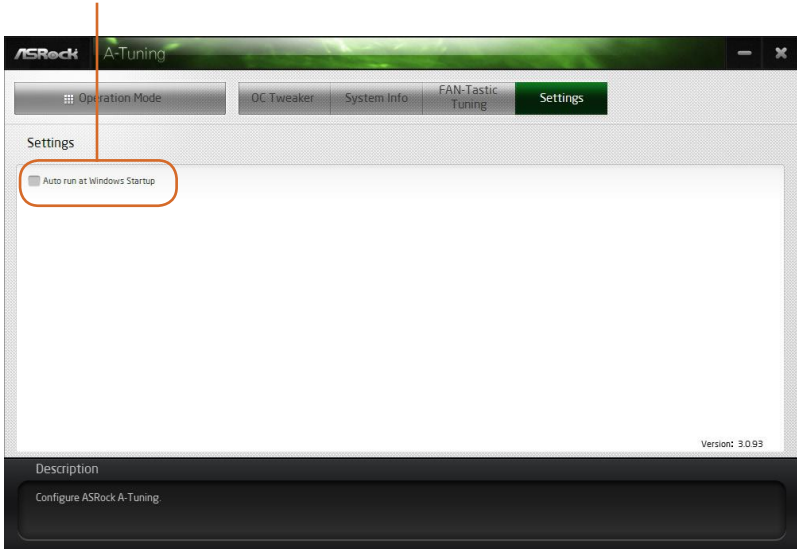 ASRock A-Tuning
Operation Mode OC Tweaker System Info FAN-Tastic Tuning Settings
Settings
Auto run at Windows Startup
Version: 3.0.93
Description
Configure ASRock A-Tuning.